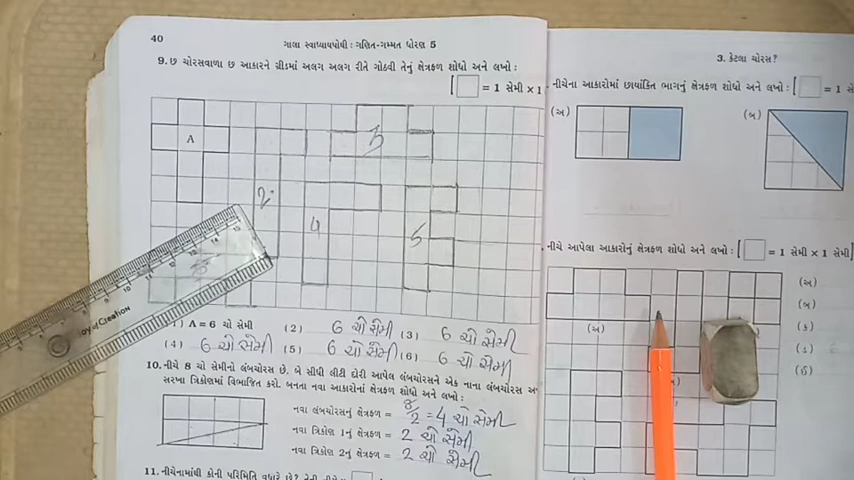 40
ગાલા સ્વાધ્યાયપોથી : ગણિત-ગમ્મત ધોરણ 5
9. છ ચોરસવાળા છ આકારને ગ્રીડમાં અલગ અલગ રીતે ગોઠવી તેનું ક્ષેત્રફળ શોધો અને લખો :
[ = 1 સેમી × 1
A
3
2
4
5
(1) A = 6 ચો સેમી
(2) 6 ચો સેમી
(3) 6 ચો સેમી
(4) 6 ચો સેમી
(5) 6 ચો સેમી
(6) 6 ચો સેમી
10. નીચે 8 ચો સેમીનો લંબચોરસ છે. બે સીધી લીટી દોરી આપેલ લંબચોરસને એક નાના લંબચોરસ અ
સરખા ત્રિકોણમાં વિભાજિત કરો. બનતા નવા આકારોનાં ક્ષેત્રફળ શોધો અને લખો :
નવા લંબચોરસનું ક્ષેત્રફળ = 8/2 = 4 ચો સેમી
નવા ત્રિકોણ 1નું ક્ષેત્રફળ = 2 ચો સેમી
નવા ત્રિકોણ 2નું ક્ષેત્રફળ = 2 ચો સેમી
11. નીચેનામાંથી કોની પરિમિતિ વધારે છે?
3. કેટલા ચોરસ?
નીચેના આકારોમાં છાયાંકિત ભાગનું ક્ષેત્રફળ શોધો અને લખો : [ = 1 સે
(અ)
(બ)
નીચે આપેલા આકારોનું ક્ષેત્રફળ શોધો અને લખો : [ = 1 સેમી × 1 સેમી]
(અ)
(અ)
(બ)
(ક)
(ડ)
(ઈ)
joy of Creation